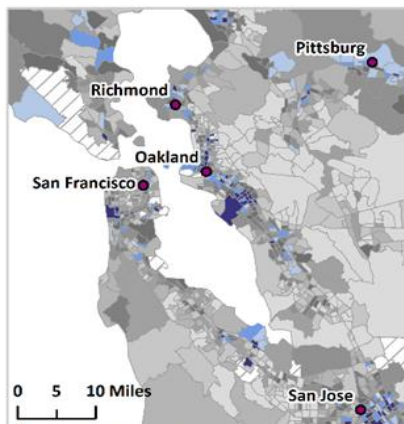 Pittsburg
Richmond
Oakland
San Francisco
San Jose
0 5 10 Miles